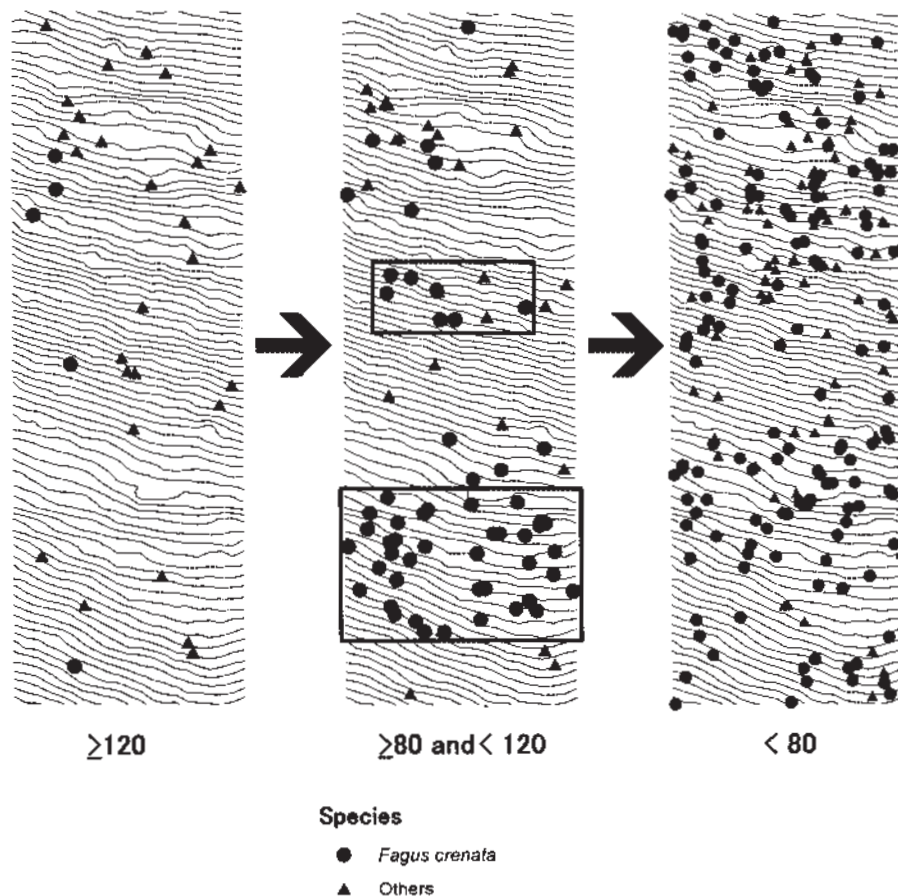 ≥120
≥80 and < 120
< 80
Species
Fagus crenata
Others